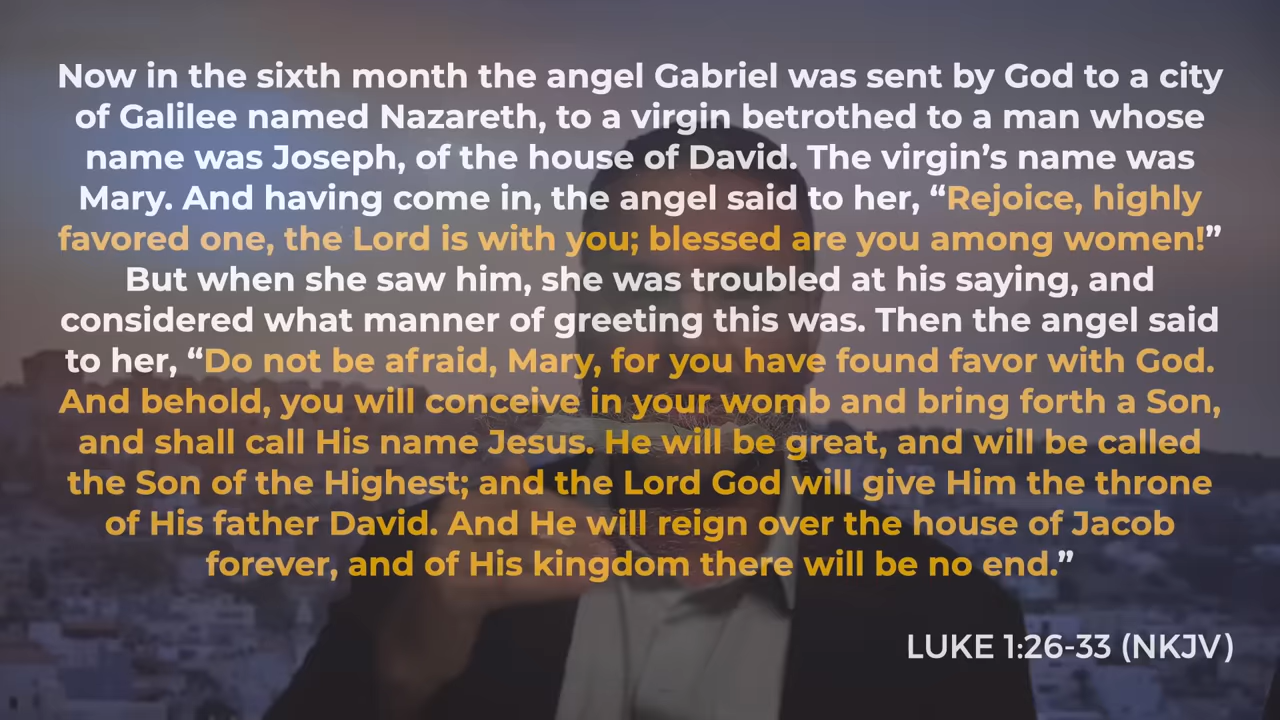 Now in the sixth month the angel Gabriel was sent by God to a city
of Galilee named Nazareth, to a virgin betrothed to a man whose
name was Joseph, of the house of David. The virgin’s name was
Mary. And having come in, the angel said to her, “Rejoice, highly
favored one, the Lord is with you; blessed are you among women!”
But when she saw him, she was troubled at his saying, and
considered what manner of greeting this was. Then the angel said
to her, “Do not be afraid, Mary, for you have found favor with God.
And behold, you will conceive in your womb and bring forth a Son,
and shall call His name Jesus. He will be great, and will be called
the Son of the Highest; and the Lord God will give Him the throne
of His father David. And He will reign over the house of Jacob
forever, and of His kingdom there will be no end.”
LUKE 1:26-33 (NKJV)